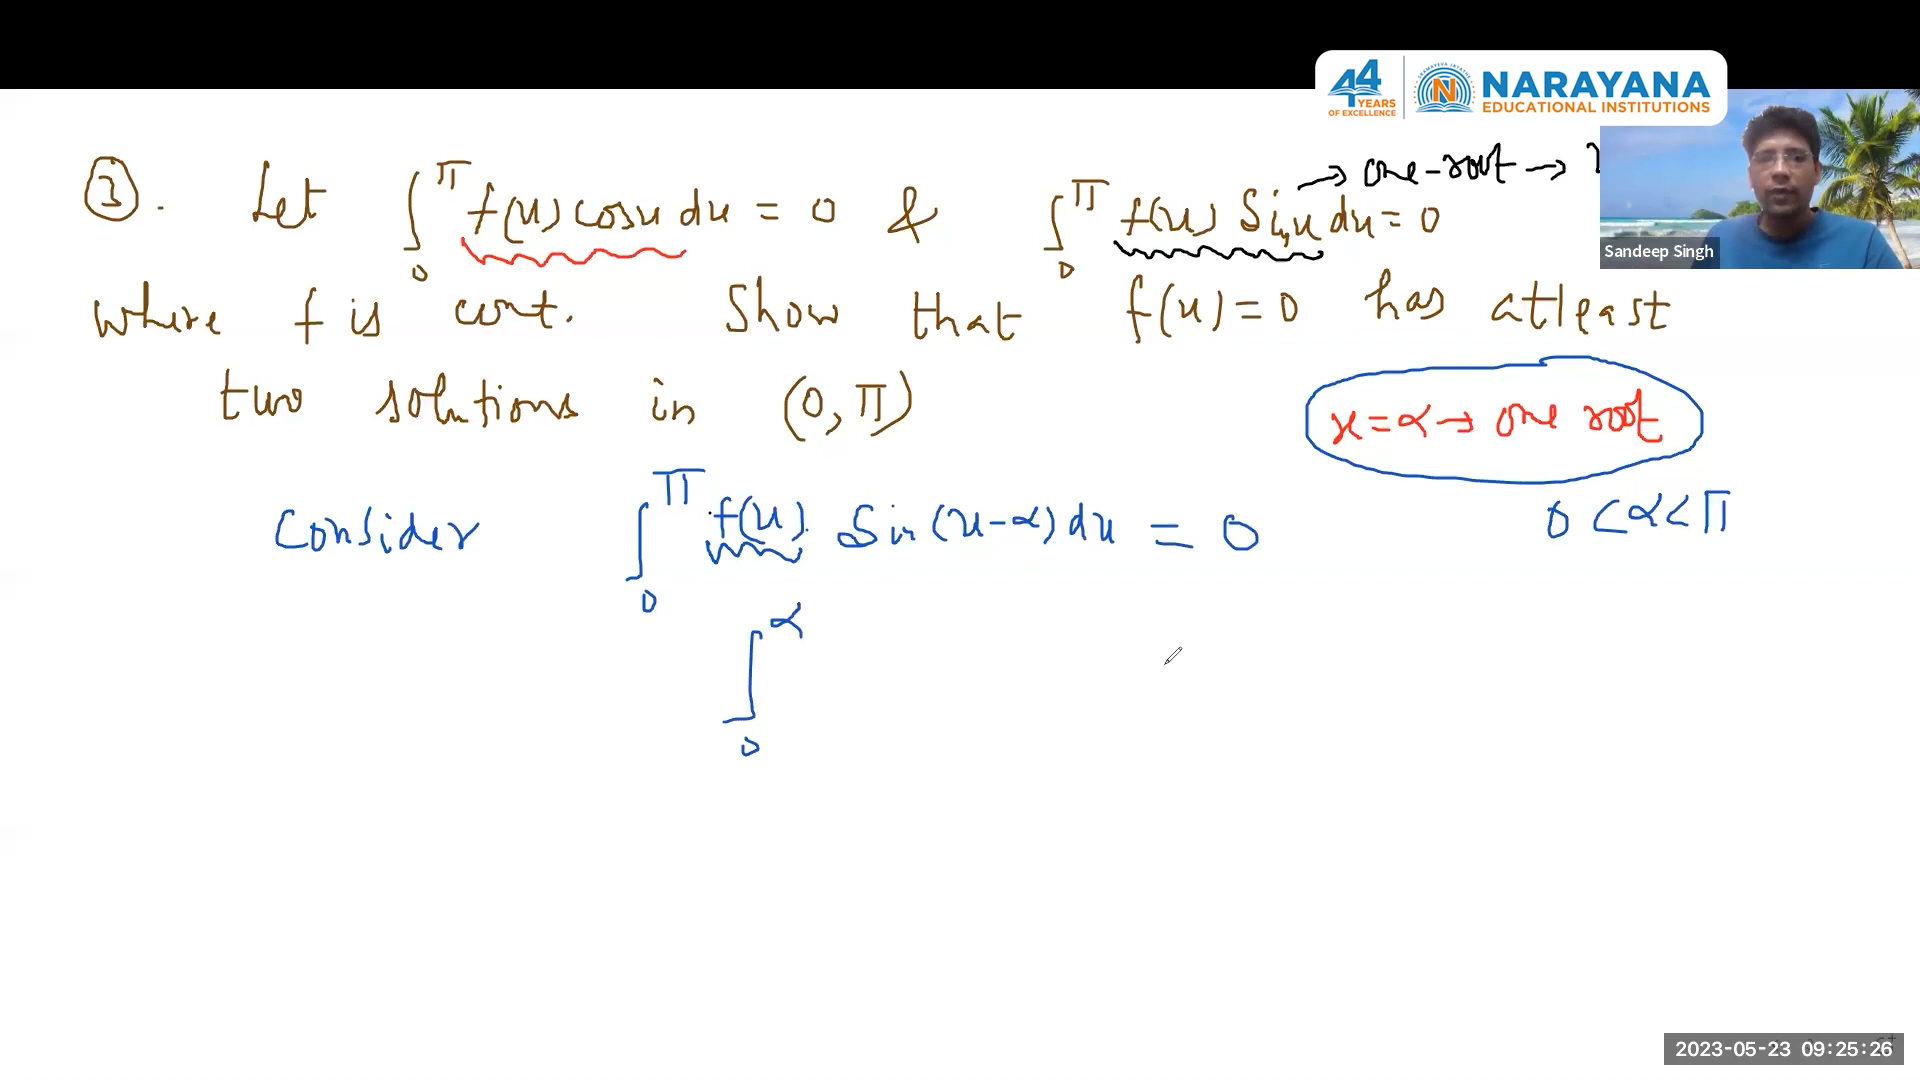 44 YEARS OF EXCELLENCE
NARAYANA
EDUCATIONAL INSTITUTIONS
→ one-root →
③. Let ∫₀^π f(x) cosx dx = 0 & ∫₀^π f(x) Sinx dx = 0
Sandeep Singh
where f is cont. Show that f(x) = 0 has atleast
two solutions in (0, π)
x = α → one root
Consider ∫₀^π f(x) Sin(x-α) dx = 0
0 < α < π
∫₀^α
2023-05-23 09:25:26